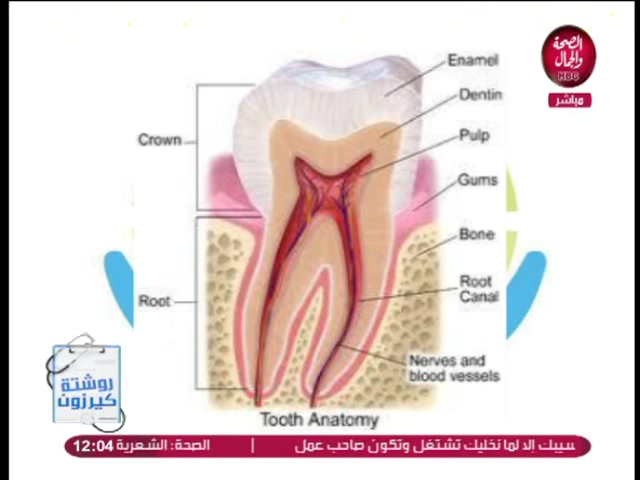 الصحة
والجمال
HBC
مباشر
Enamel
Dentin
Pulp
Crown
Gums
Bone
Root
Canal
Root
Nerves and
blood vessels
Tooth Anatomy
روشتة
كيرزون
سيبك إلا لما نخليك تشتغل وتكون صاحب عمل | الصحة: الشعرية 12:04